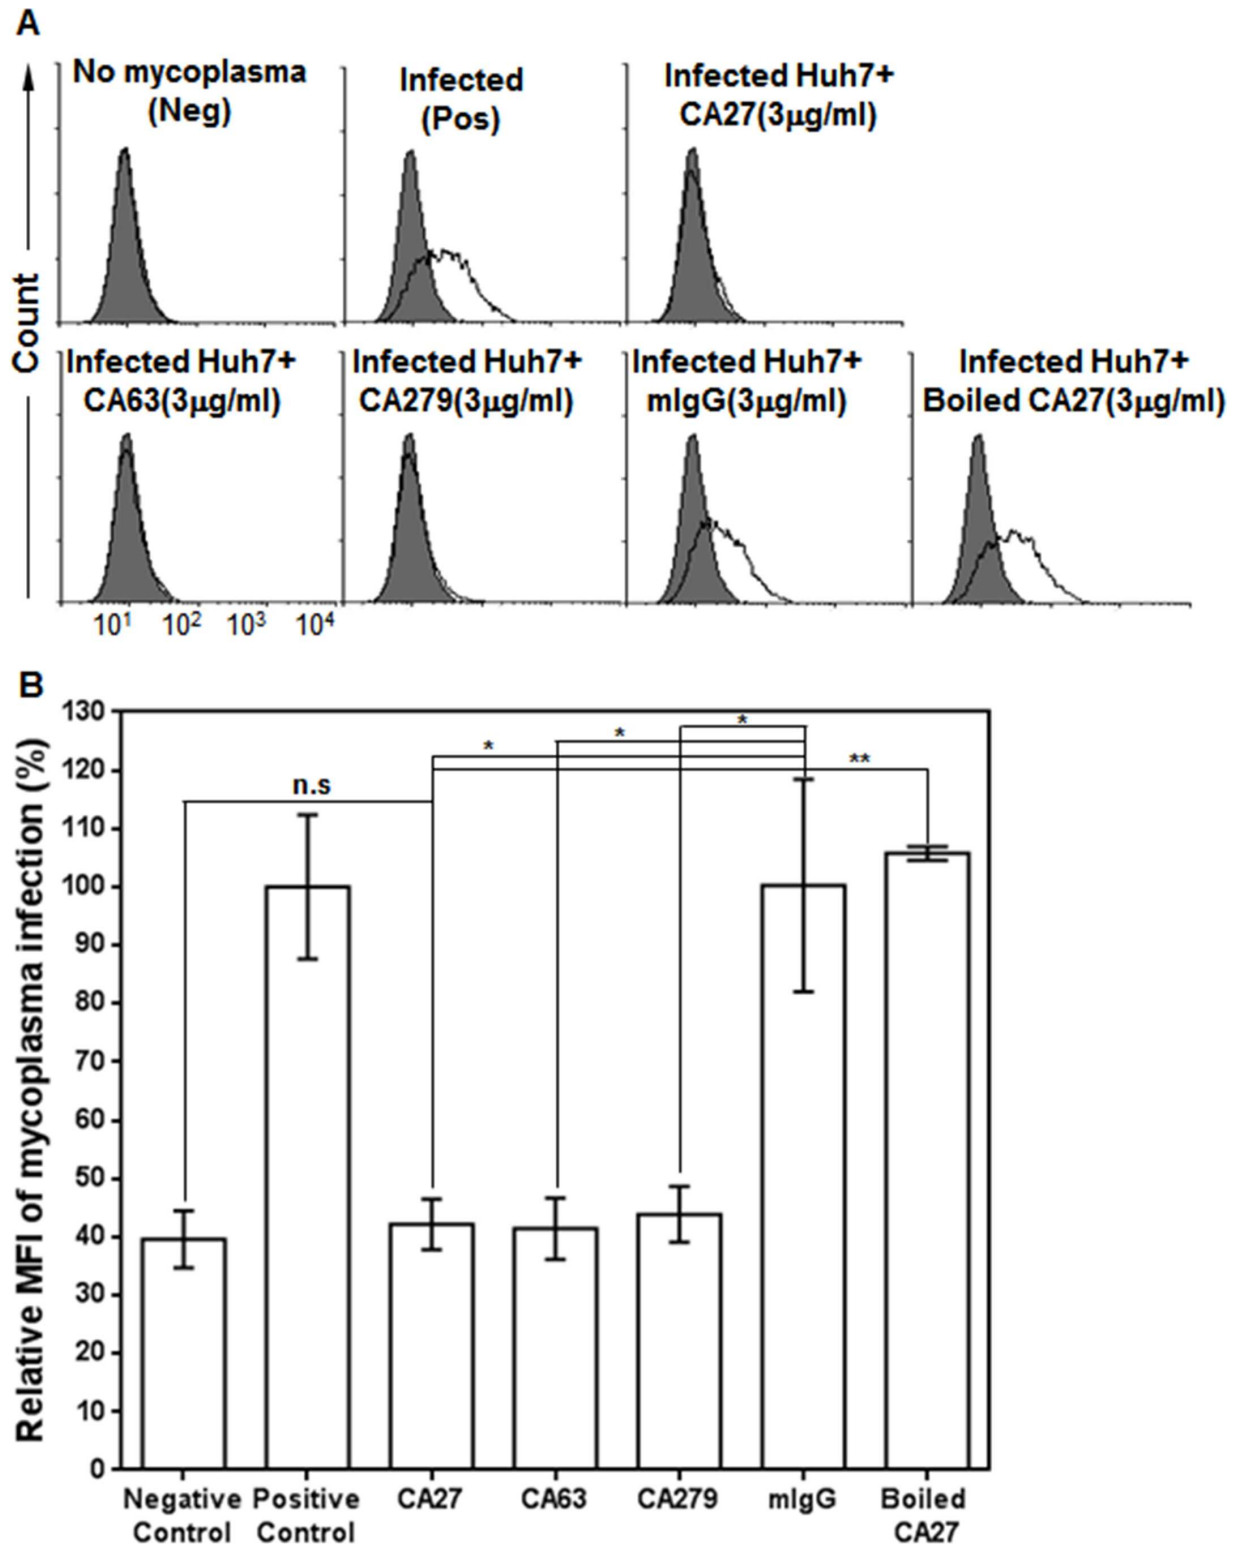 A
No mycoplasma
(Neg)
Infected
(Pos)
Infected Huh7+
CA27(3μg/ml)
Count
Infected Huh7+
CA63(3μg/ml)
Infected Huh7+
CA279(3μg/ml)
Infected Huh7+
mIgG(3μg/ml)
Infected Huh7+
Boiled CA27(3μg/ml)
10¹ 10² 10³ 10⁴
B
Relative MFI of mycoplasma infection (%)
130
120
110
100
90
80
70
60
50
40
30
20
10
0
n.s
*
*
*
**
Negative
Control
Positive
Control
CA27
CA63
CA279
mIgG
Boiled
CA27